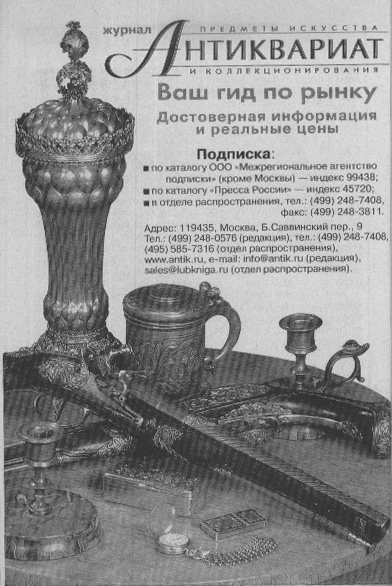 журнал
ПРЕДМЕТЫ ИСКУССТВА
АНТИКВАРИАТ
И КОЛЛЕКЦИОНИРОВАНИЯ
Ваш гид по рынку
Достоверная информация
и реальные цены
Подписка:
■ по каталогу ООО «Межрегиональное агентство
подписки» (кроме Москвы) — индекс 99438;
■ по каталогу «Пресса России» — индекс 45720;
■ в отделе распространения, тел.: (499) 248-7408,
факс: (499) 248-3811.
Адрес: 119435, Москва, Б.Саввинский пер., 9
Тел.: (499) 248-0576 (редакция), тел.: (499) 248-7408,
(495) 585-7316 (отдел распространения),
www.antik.ru, e-mail: info@antik.ru (редакция),
sales@lubkniga.ru (отдел распространения).